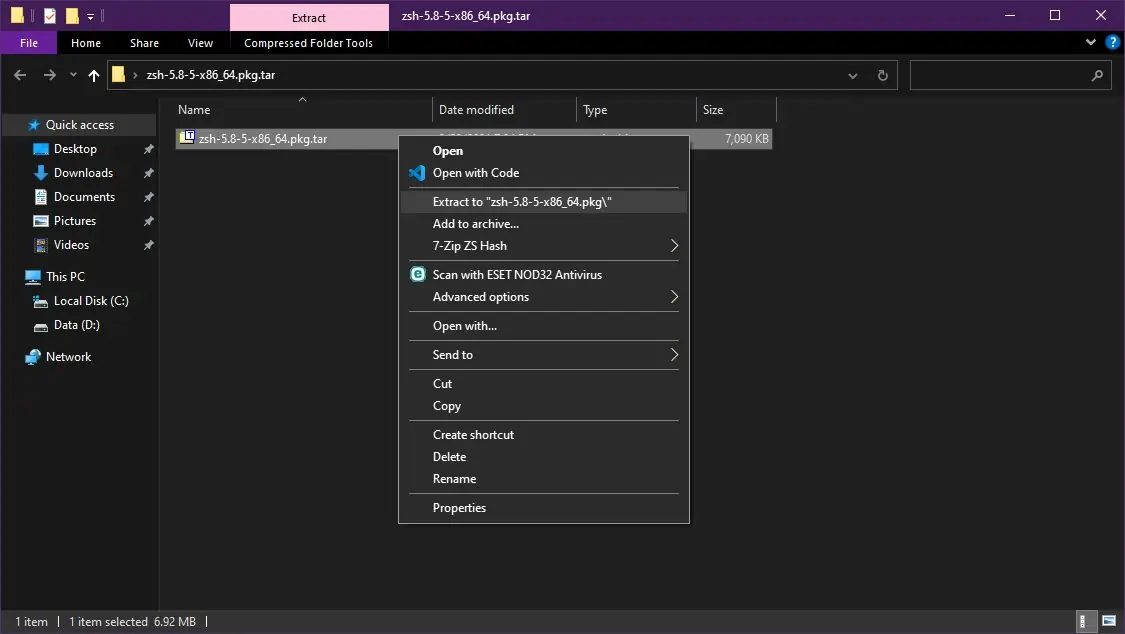 Extract
zsh-5.8-5-x86_64.pkg.tar
File
Home
Share
View
Compressed Folder Tools
zsh-5.8-5-x86_64.pkg.tar
Name
Date modified
Type
Size
Quick access
Desktop
Downloads
Documents
Pictures
Videos
This PC
Local Disk (C:)
Data (D:)
Network
zsh-5.8-5-x86_64.pkg.tar
7,090 KB
Open
Open with Code
Extract to "zsh-5.8-5-x86_64.pkg\"
Add to archive...
7-Zip ZS Hash
Scan with ESET NOD32 Antivirus
Advanced options
Open with...
Send to
Cut
Copy
Create shortcut
Delete
Rename
Properties
1 item
1 item selected 6.92 MB